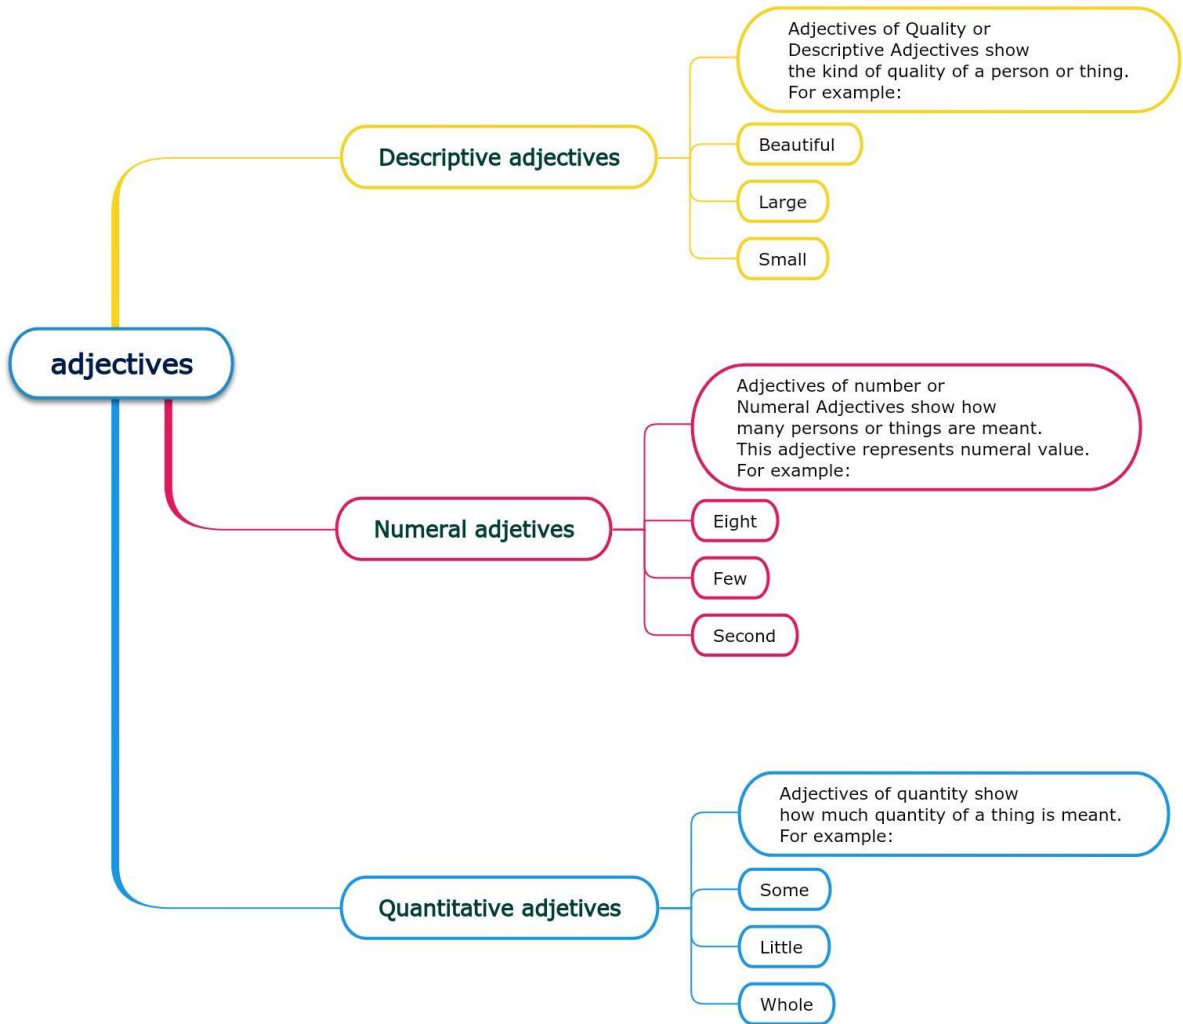 Adjectives of Quality or
Descriptive Adjectives show
the kind of quality of a person or thing.
For example:
Descriptive adjectives
Beautiful
Large
Small
adjectives
Adjectives of number or
Numeral Adjectives show how
many persons or things are meant.
This adjective represents numeral value.
For example:
Numeral adjetives
Eight
Few
Second
Adjectives of quantity show
how much quantity of a thing is meant.
For example:
Quantitative adjetives
Some
Little
Whole